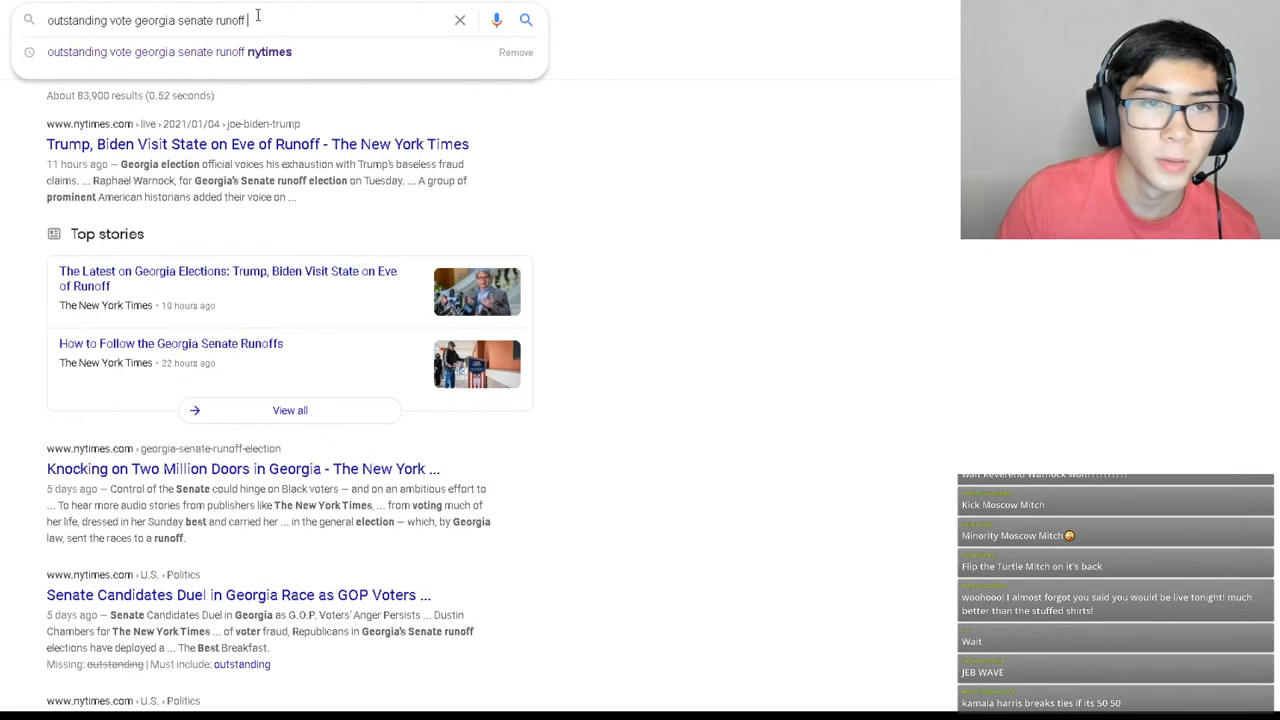 outstanding vote georgia senate runoff
outstanding vote georgia senate runoff nytimes
Remove
About 83,900 results (0.52 seconds)
www.nytimes.com › live › 2021/01/04 › joe-biden-trump
Trump, Biden Visit State on Eve of Runoff - The New York Times
11 hours ago — Georgia election official voices his exhaustion with Trump's baseless fraud
claims. ... Raphael Warnock, for Georgia's Senate runoff election on Tuesday. ... A group of
prominent American historians added their voice on ...
Top stories
The Latest on Georgia Elections: Trump, Biden Visit State on Eve
of Runoff
The New York Times · 10 hours ago
How to Follow the Georgia Senate Runoffs
The New York Times · 22 hours ago
View all
www.nytimes.com › georgia-senate-runoff-election
Knocking on Two Million Doors in Georgia - The New York ...
5 days ago — Control of the Senate could hinge on Black voters — and on an ambitious effort to
... To hear more audio stories from publishers like The New York Times, ... from voting much of
her life, dressed in her Sunday best and carried her ... in the general election — which, by Georgia
law, sent the races to a runoff.
www.nytimes.com › U.S. › Politics
Senate Candidates Duel in Georgia Race as GOP Voters ...
5 days ago — Senate Candidates Duel in Georgia as G.O.P. Voters' Anger Persists ... Dustin
Chambers for The New York Times ... of voter fraud, Republicans in Georgia's Senate runoff
elections have deployed a ... The Best Breakfast.
Missing: outstanding | Must include: outstanding
www.nytimes.com › U.S. › Politics
wait Reverend Warnock won
Kick Moscow Mitch
Minority Moscow Mitch
Flip the Turtle Mitch on it's back
woohooo! I almost forgot you said you would be live tonight! much
better than the stuffed shirts!
Wait
JEB WAVE
kamala harris breaks ties if its 50 50